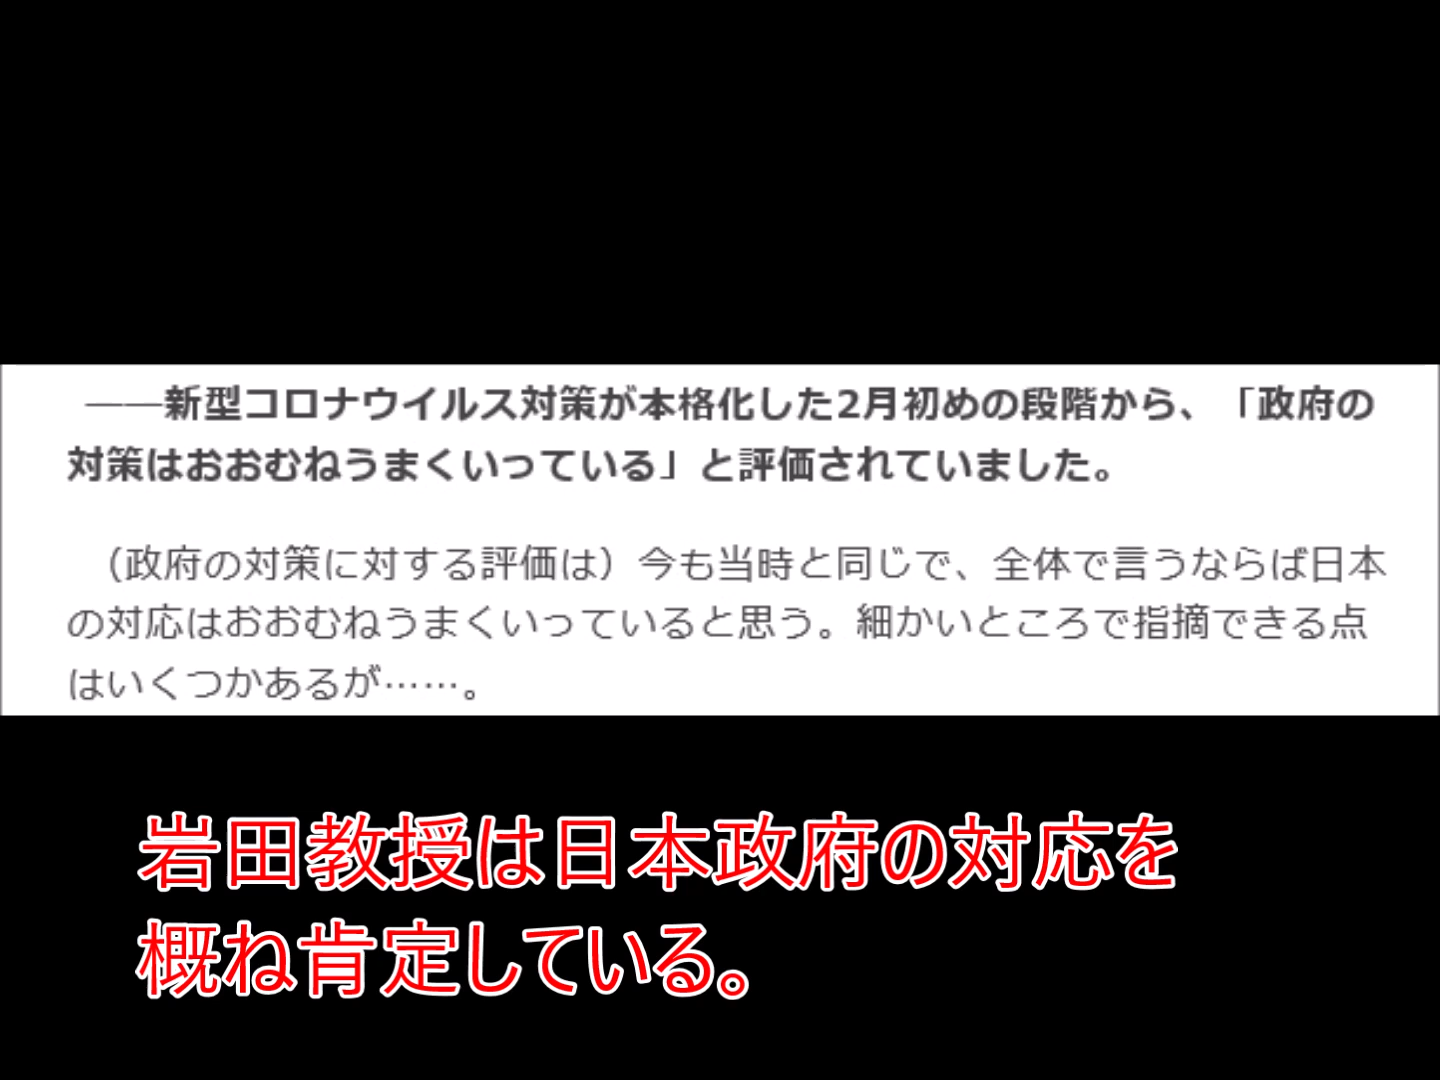 ――新型コロナウイルス対策が本格化した2月初めの段階から、「政府の
対策はおおむねうまくいっている」と評価されていました。
（政府の対策に対する評価は）今も当時と同じで、全体で言うならば日本
の対応はおおむねうまくいっていると思う。細かいところで指摘できる点
はいくつかあるが……。
岩田教授は日本政府の対応を
概ね肯定している。